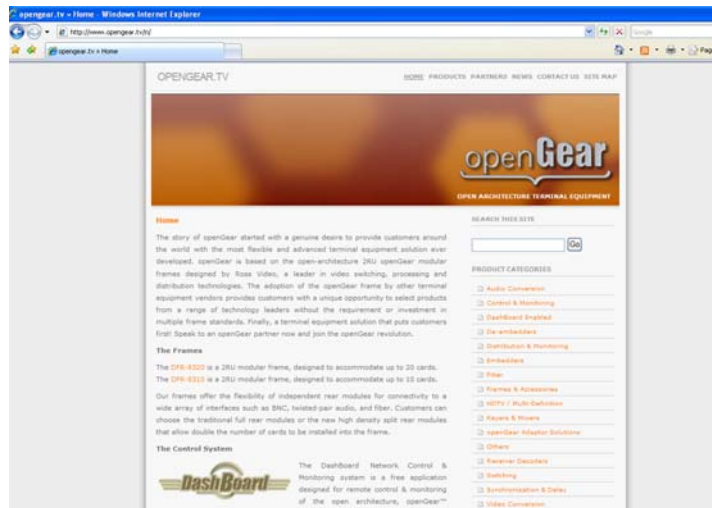 opengear.tv » Home - Windows Internet Explorer
http://www.opengear.tv/s/
Google
opengear.tv » Home
Pag
OPENGEAR.TV
HOME PRODUCTS PARTNERS NEWS CONTACT US SITE MAP
openGear
OPEN ARCHITECTURE TERMINAL EQUIPMENT
Home
The story of openGear started with a genuine desire to provide customers around
the world with the most flexible and advanced terminal equipment solution ever
developed. openGear is based on the open-architecture 2RU openGear modular
frames designed by Ross Video, a leader in video switching, processing and
distribution technologies. The adoption of the openGear frame by other terminal
equipment vendors provides customers with a unique opportunity to select products
from a range of technology leaders without the requirement or investment in
multiple frame standards. Finally, a terminal equipment solution that puts customers
first! Speak to an openGear partner now and join the openGear revolution.
The Frames
The DFR-8320 is a 2RU modular frame, designed to accommodate up to 20 cards.
The DFR-8310 is a 2RU modular frame, designed to accommodate up to 10 cards.
Our frames offer the flexibility of independent rear modules for connectivity to a
wide array of interfaces such as BNC, twisted-pair audio, and fiber. Customers can
choose the traditional full rear modules or the new high density split rear modules
that allow double the number of cards to be installed into the frame.
The Control System
DashBoard
The DashBoard Network Control &
Monitoring system is a free application
designed for remote control & monitoring
of the open architecture, openGear™
SEARCH THIS SITE
Go
PRODUCT CATEGORIES
Audio Conversion
Control & Monitoring
DashBoard Enabled
De-embedders
Distribution & Monitoring
Embedders
Fiber
Frames & Accessories
HDTV / Multi-Definition
Keyers & Mixers
openGear Adaptor Solutions
Others
Receiver Decoders
Switching
Synchronization & Delay
Video Conversion